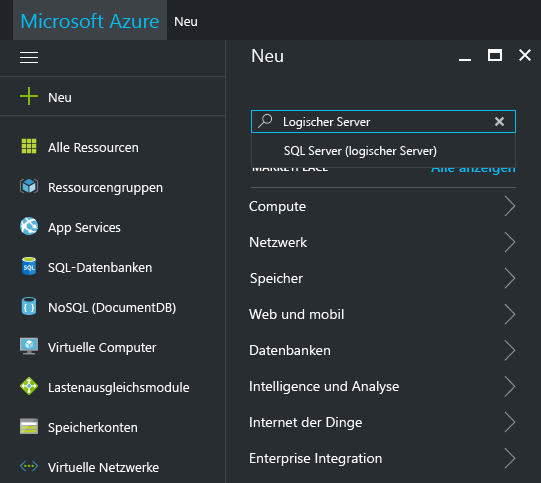 Microsoft Azure Neu
Neu
Alle Ressourcen
Ressourcengruppen
App Services
SQL-Datenbanken
NoSQL (DocumentDB)
Virtuelle Computer
Lastenausgleichsmodule
Speicherkonten
Virtuelle Netzwerke
Neu
Logischer Server
SQL Server (logischer Server)
MARKETPLACE Alle anzeigen
Compute
Netzwerk
Speicher
Web und mobil
Datenbanken
Intelligence und Analyse
Internet der Dinge
Enterprise Integration